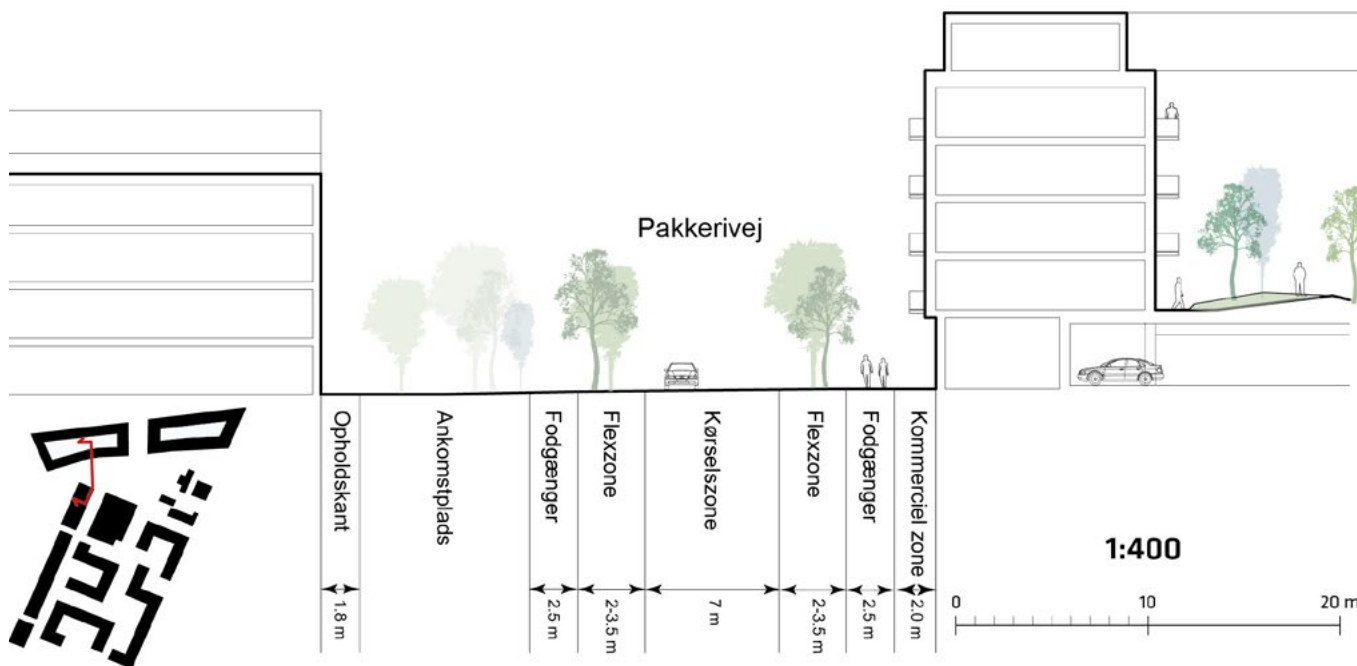 Pakkerivej
Opholdskant
Ankomstplads
Fodgænger
Flexzone
Kørselszone
Flexzone
Fodgænger
Kommerciel zone
1.8 m
2.5 m
2-3.5 m
7 m
2-3.5 m
2.5 m
2.0 m
1:400
0 10 20 m